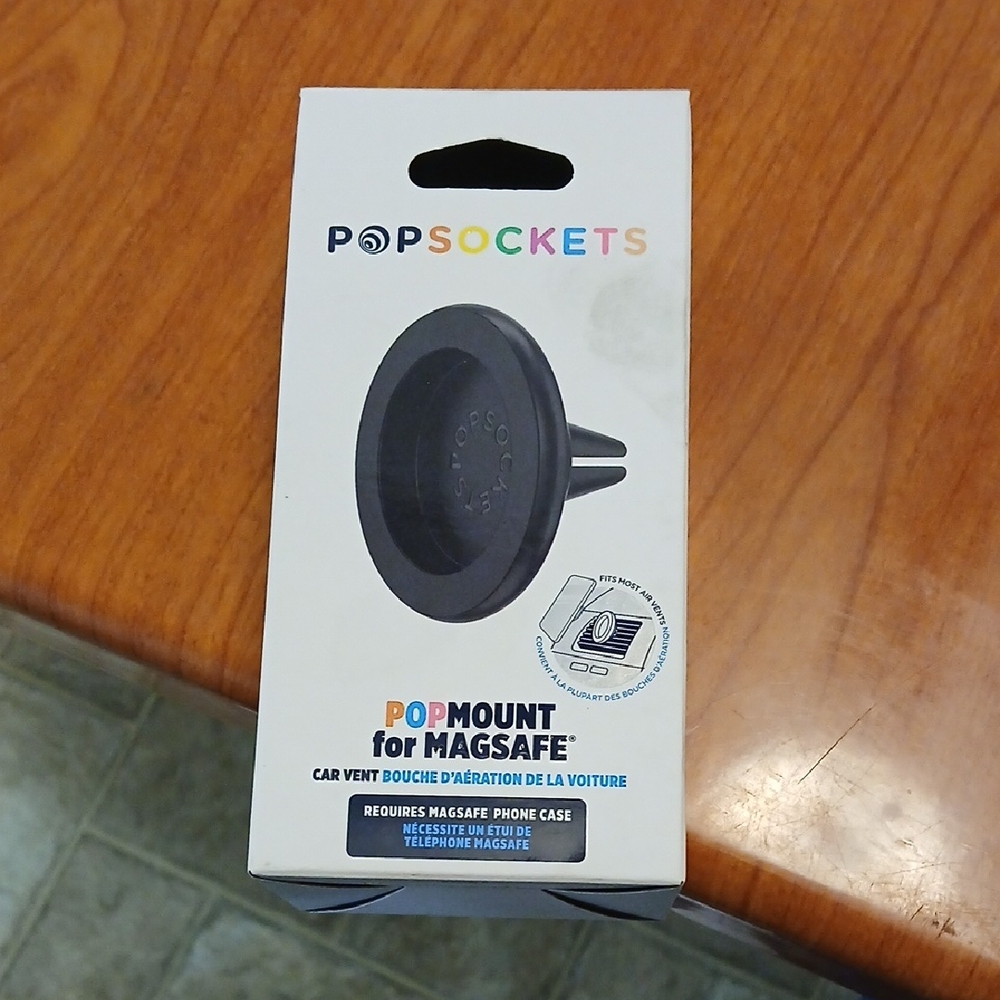 POPSOCKETS
POPSOCKETS
FITS MOST AIR VENTS
CONVIENT À LA PLUPART DES BOUCHES D'AÉRATION
POPMOUNT
for MAGSAFE®
CAR VENT BOUCHE D'AÉRATION DE LA VOITURE
REQUIRES MAGSAFE PHONE CASE
NÉCESSITE UN ÉTUI DE
TÉLÉPHONE MAGSAFE